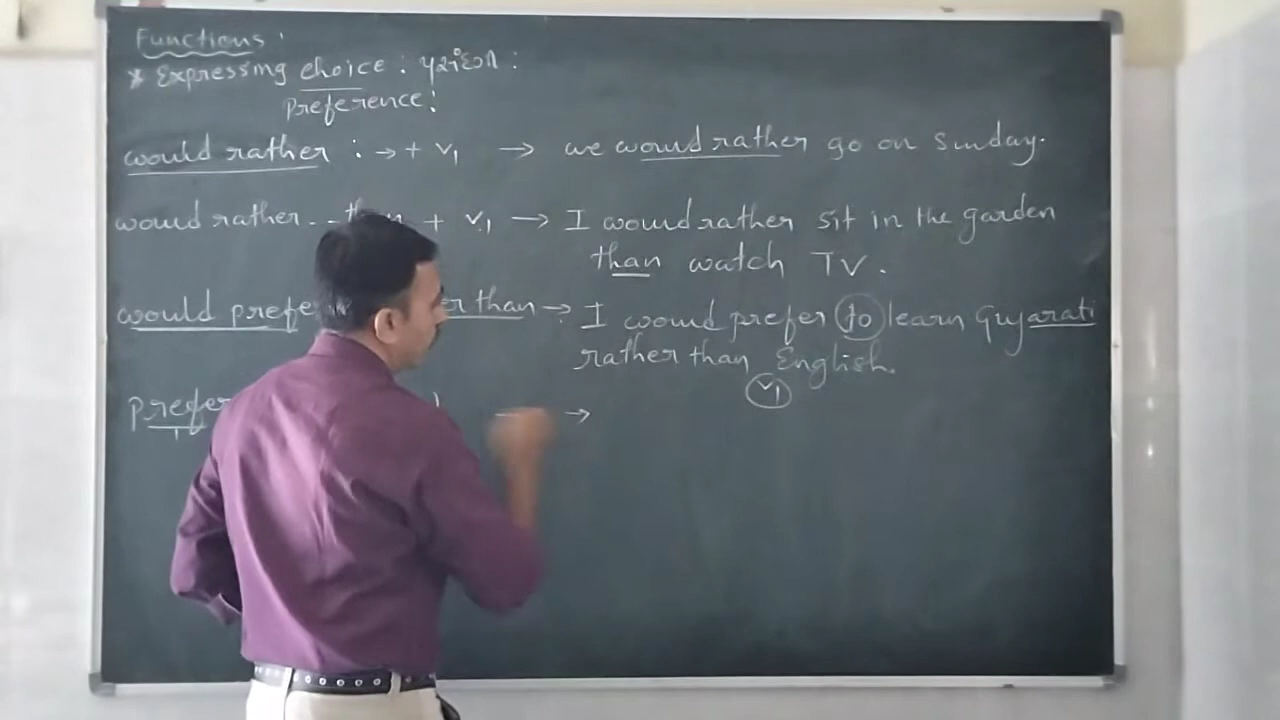 Functions
* Expressing choice : પસંદગી :
preference!
would rather : → + V1 → we would rather go on Sunday.
would rather... than + V1 → I would rather sit in the garden
than watch TV.
would prefer rather than → I would prefer to learn Gujarati
rather than English.
V1
prefer →